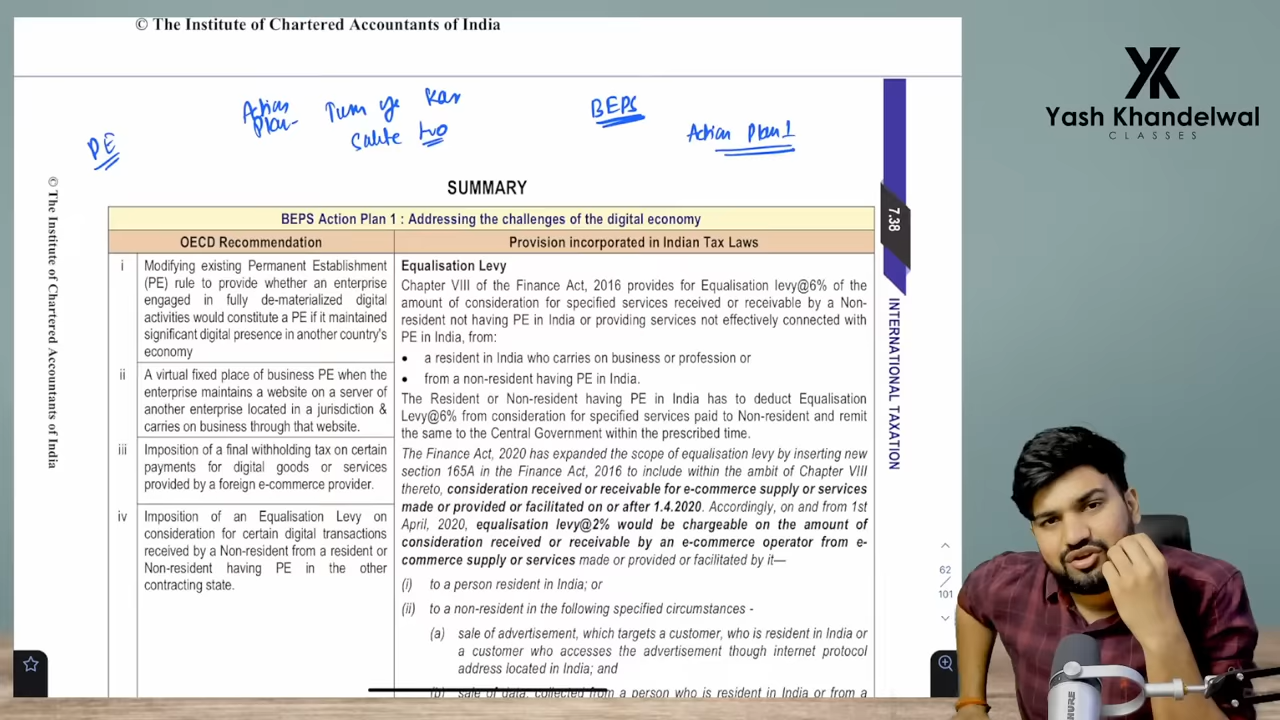 © The Institute of Chartered Accountants of India
Action
Plan-
Tum ye Kar
Sakte ho
BEPS
Action Plan 1
PE
Yash Khandelwal
CLASSES
© The Institute of Chartered Accountants of India
7.38
INTERNATIONAL TAXATION
SUMMARY
BEPS Action Plan 1 : Addressing the challenges of the digital economy
OECD Recommendation
Provision incorporated in Indian Tax Laws
i
Modifying existing Permanent Establishment
(PE) rule to provide whether an enterprise
engaged in fully de-materialized digital
activities would constitute a PE if it maintained
significant digital presence in another country's
economy
ii
A virtual fixed place of business PE when the
enterprise maintains a website on a server of
another enterprise located in a jurisdiction &
carries on business through that website.
iii
Imposition of a final withholding tax on certain
payments for digital goods or services
provided by a foreign e-commerce provider.
iv
Imposition of an Equalisation Levy on
consideration for certain digital transactions
received by a Non-resident from a resident or
Non-resident having PE in the other
contracting state.
Equalisation Levy
Chapter VIII of the Finance Act, 2016 provides for Equalisation levy@6% of the
amount of consideration for specified services received or receivable by a Non-
resident not having PE in India or providing services not effectively connected with
PE in India, from:
• a resident in India who carries on business or profession or
• from a non-resident having PE in India.
The Resident or Non-resident having PE in India has to deduct Equalisation
Levy@6% from consideration for specified services paid to Non-resident and remit
the same to the Central Government within the prescribed time.
The Finance Act, 2020 has expanded the scope of equalisation levy by inserting new
section 165A in the Finance Act, 2016 to include within the ambit of Chapter VIII
thereto, consideration received or receivable for e-commerce supply or services
made or provided or facilitated on or after 1.4.2020. Accordingly, on and from 1st
April, 2020, equalisation levy@2% would be chargeable on the amount of
consideration received or receivable by an e-commerce operator from e-
commerce supply or services made or provided or facilitated by it—
(i) to a person resident in India; or
(ii) to a non-resident in the following specified circumstances -
(a) sale of advertisement, which targets a customer, who is resident in India or
a customer who accesses the advertisement though internet protocol
address located in India; and
(b) sale of data, collected from a person who is resident in India or from a
62
/
101